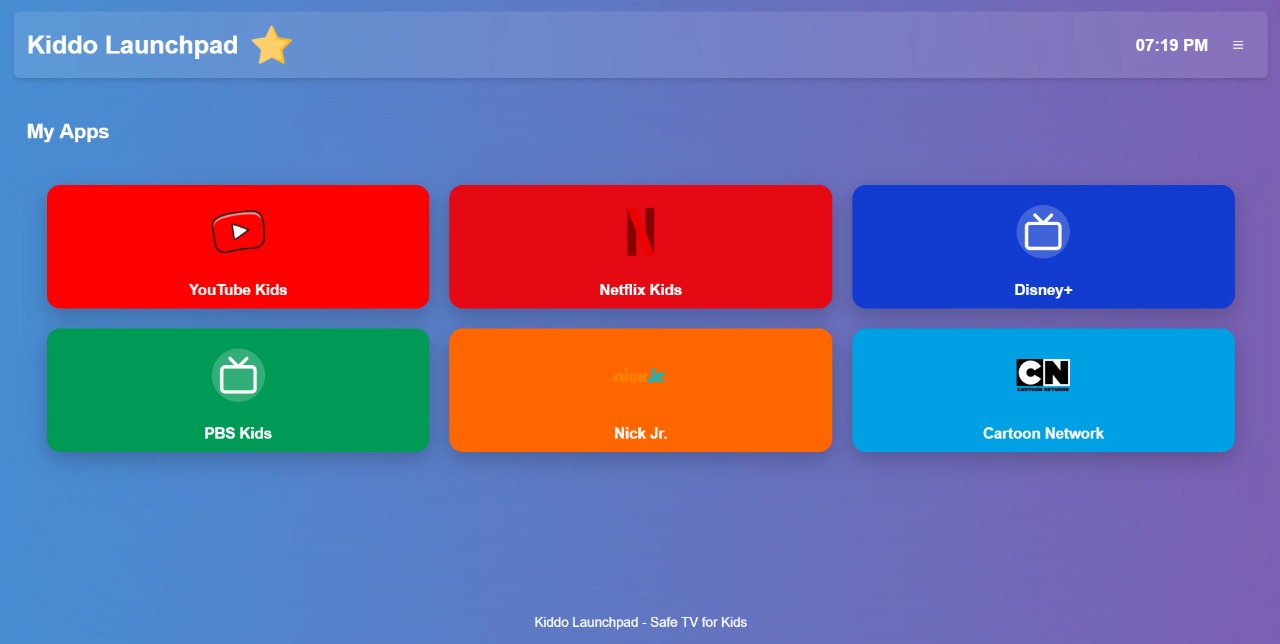 Kiddo Launchpad
07:19 PM
My Apps
YouTube Kids
N
Netflix Kids
Disney+
PBS Kids
nick jr.
Nick Jr.
CN
CARTOON NETWORK
Cartoon Network
Kiddo Launchpad - Safe TV for Kids